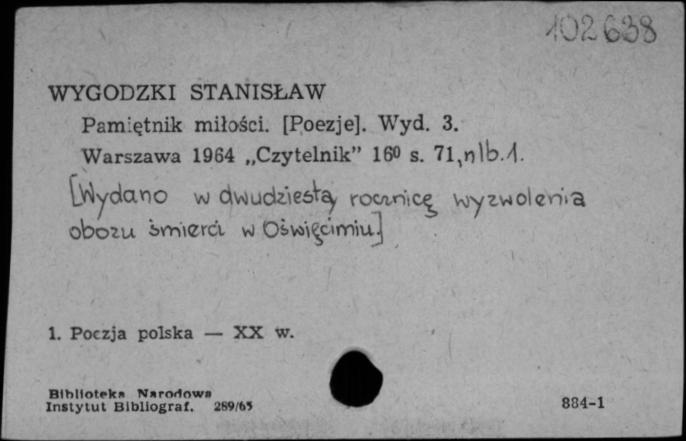 102638
WYGODZKI STANISŁAW
Pamiętnik miłości. [Poezje]. Wyd. 3.
Warszawa 1964 „Czytelnik” 16⁰ s. 71, nlb. 1.
[Wydano w dwudziestą rocznicę wyzwolenia
obozu śmierci w Oświęcimiu.]
1. Poezja polska — XX w.
Biblioteka Narodowa
Instytut Bibliograf. 289/65
884-1